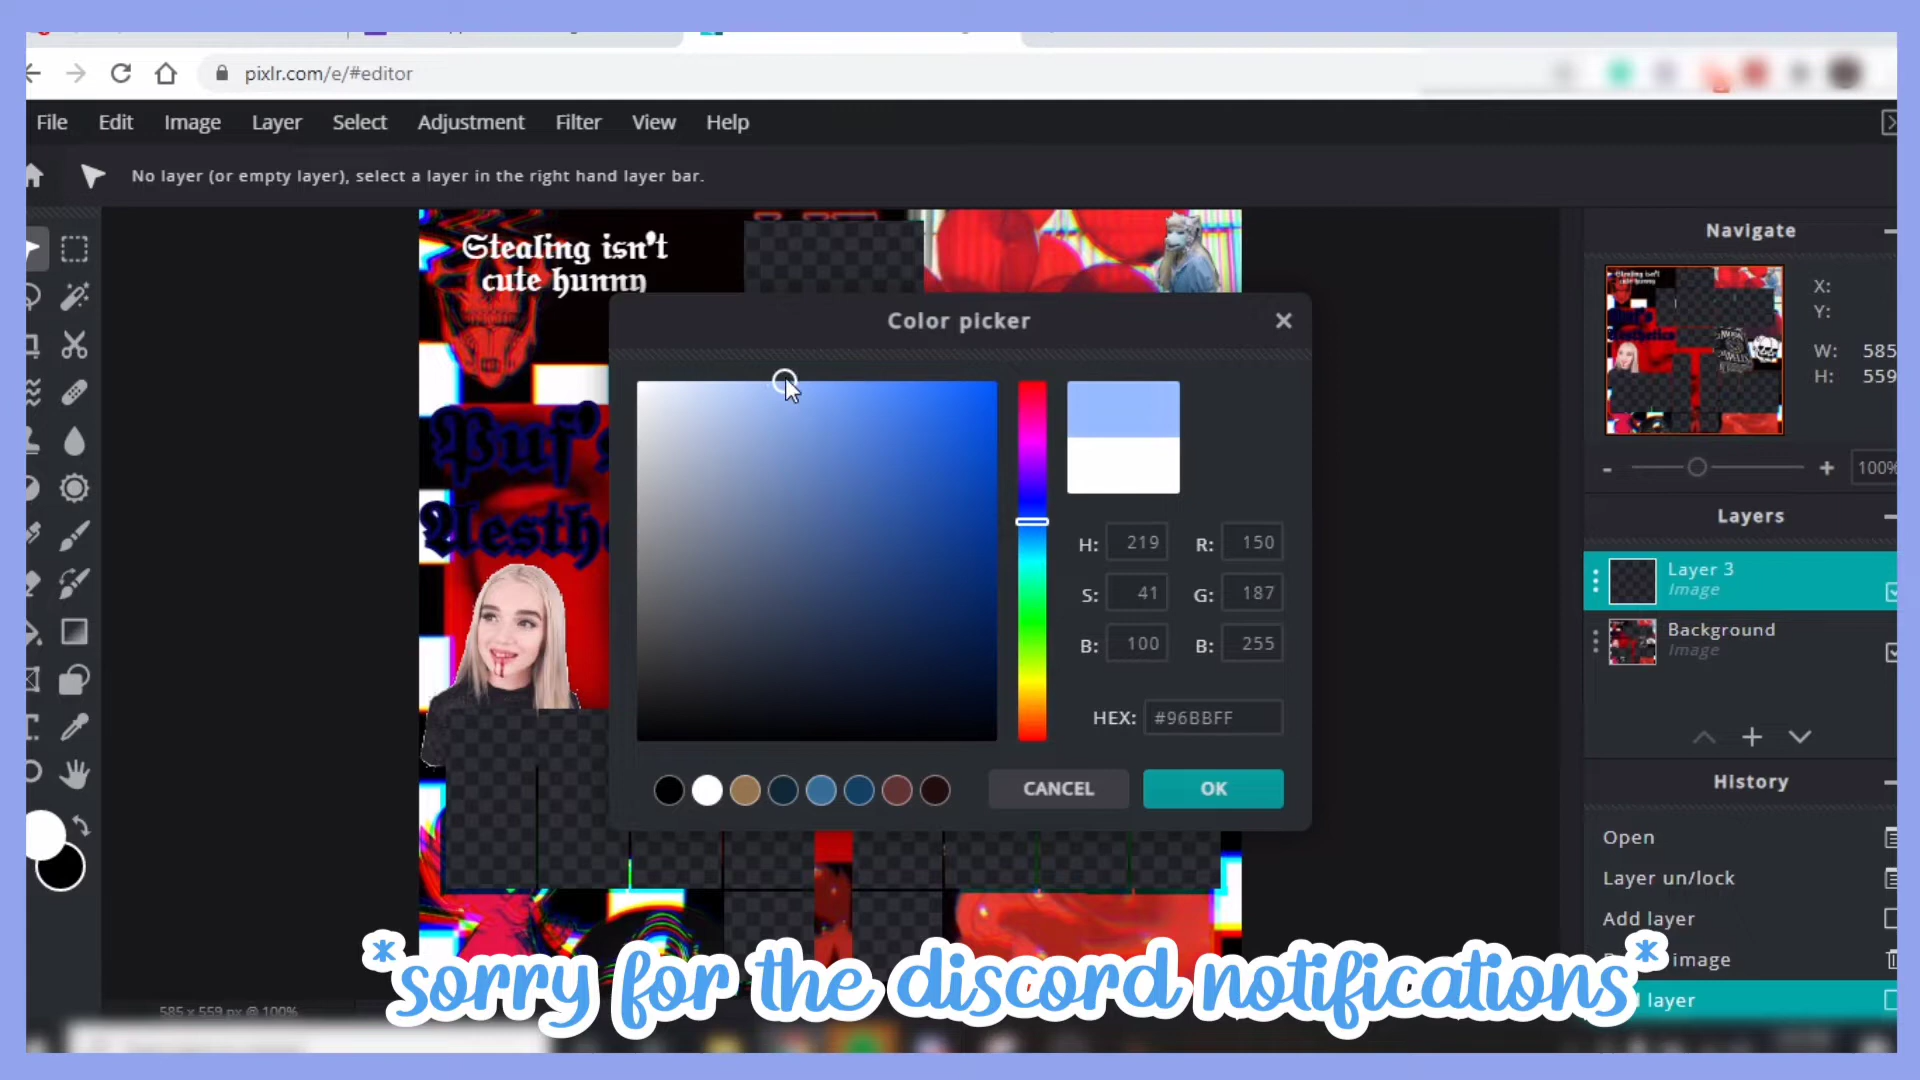 pixlr.com/e/#editor
File Edit Image Layer Select Adjustment Filter View Help
No layer (or empty layer), select a layer in the right hand layer bar.
Stealing isn't
cute hunny
Puf's
Aesthe
Color picker
H: 219 R: 150
S: 41 G: 187
B: 100 B: 255
HEX: #96BBFF
CANCEL OK
Navigate
X:
Y:
W: 585
H: 559
- + 100%
Layers
Layer 3
Image
Background
Image
History
Open
Layer un/lock
Add layer
image
layer
585 x 559 px @ 100%
*sorry for the discord notifications*